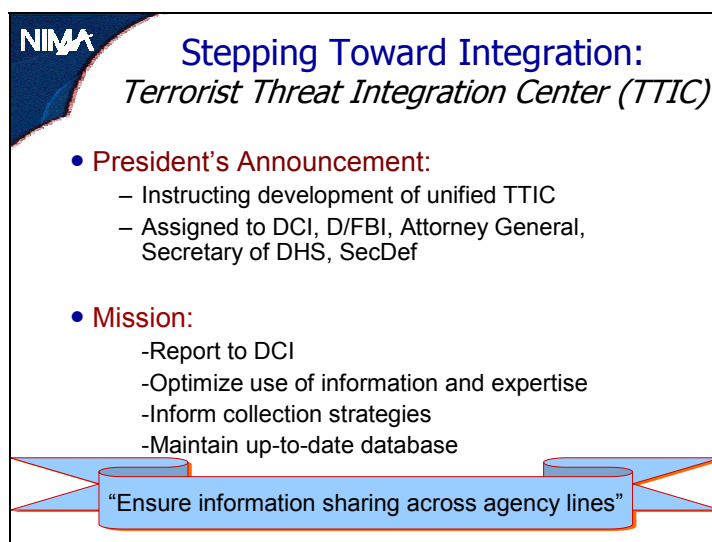 NIMA
Stepping Toward Integration:
Terrorist Threat Integration Center (TTIC)
• President’s Announcement:
– Instructing development of unified TTIC
– Assigned to DCI, D/FBI, Attorney General,
Secretary of DHS, SecDef
• Mission:
-Report to DCI
-Optimize use of information and expertise
-Inform collection strategies
-Maintain up-to-date database
“Ensure information sharing across agency lines”